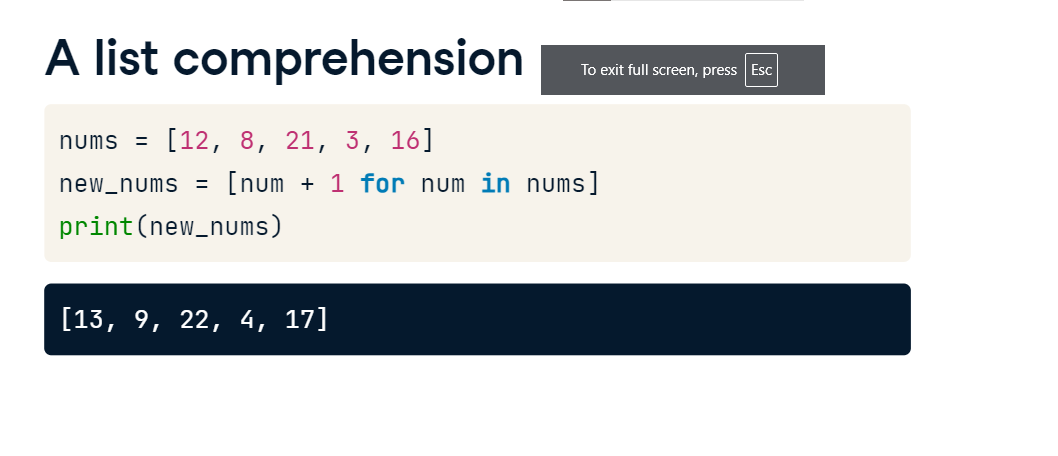 A list comprehension
To exit full screen, press Esc
nums = [12, 8, 21, 3, 16]
new_nums = [num + 1 for num in nums]
print(new_nums)
[13, 9, 22, 4, 17]